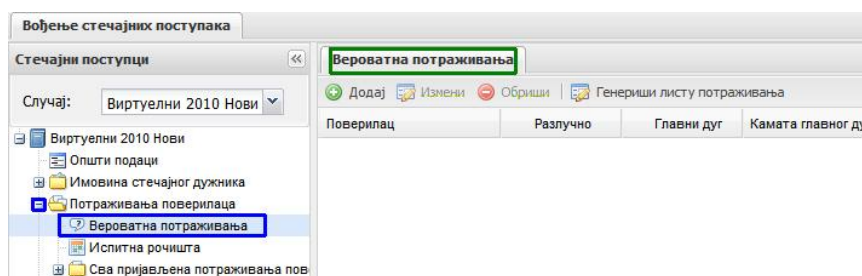 Вођење стечајних поступака
Стечајни поступци
Случај: Виртуелни 2010 Нови
Виртуелни 2010 Нови
Општи подаци
Имовина стечајног дужника
Потраживања поверилаца
Вероватна потраживања
Испитна рочишта
Сва пријављена потраживања пов
Вероватна потраживања
Додај Измени Обриши Генериши листу потраживања
Поверилац Разлучно Главни дуг Камата главног ду